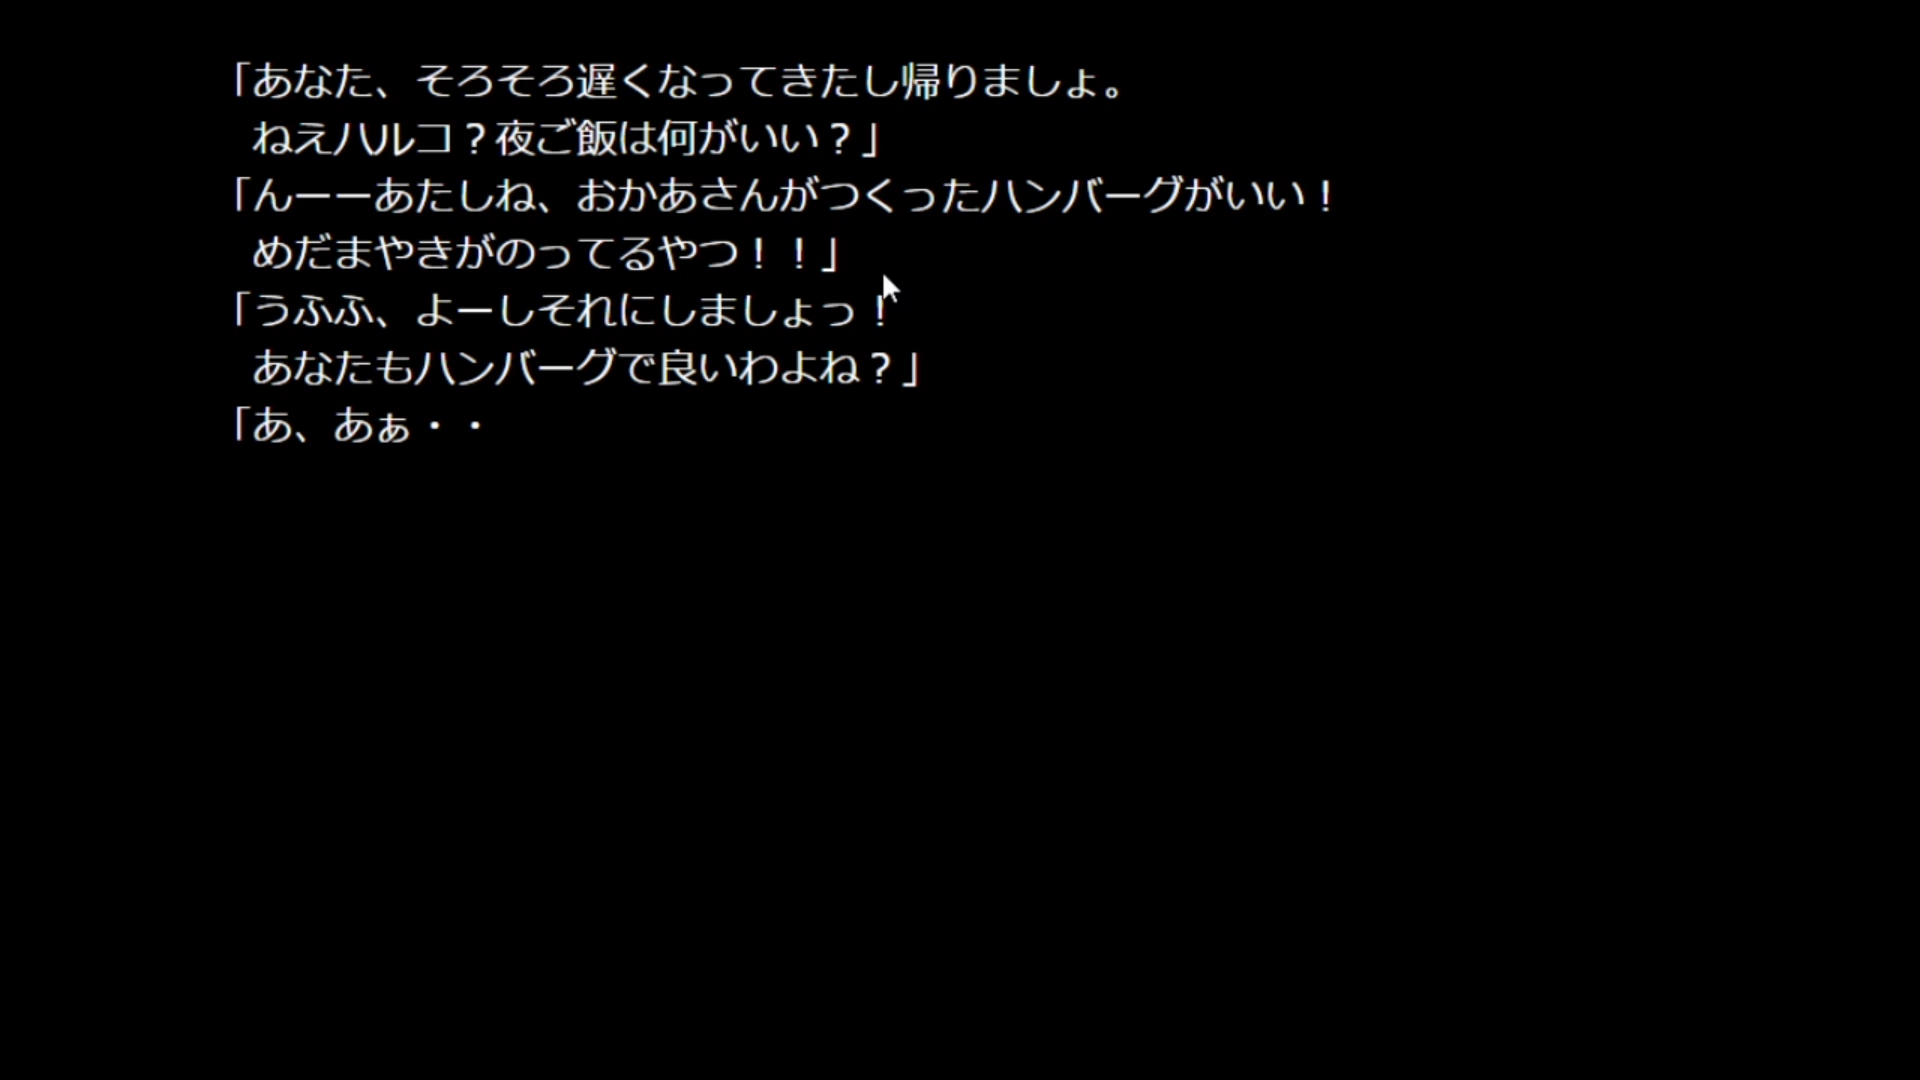 「あなた、そろそろ遅くなってきたし帰りましょ。
ねえハルコ？夜ご飯は何がいい？」
「んーーあたしね、おかあさんがつくったハンバーグがいい！
めだまやきがのってるやつ！！」
「うふふ、よーしそれにしましょっ！
あなたもハンバーグで良いわよね？」
「あ、あぁ・・